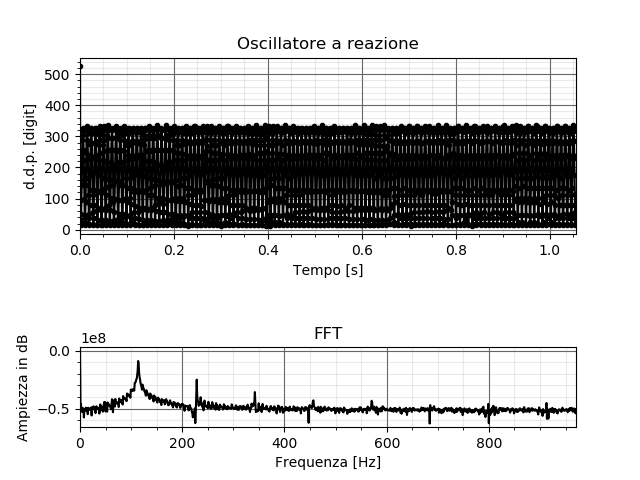 Oscillatore a reazione
500
400
300
200
100
0
d.d.p. [digit]
0.0 0.2 0.4 0.6 0.8 1.0
Tempo [s]
FFT
1e8
0.0
−0.5
Ampiezza in dB
0 200 400 600 800
Frequenza [Hz]